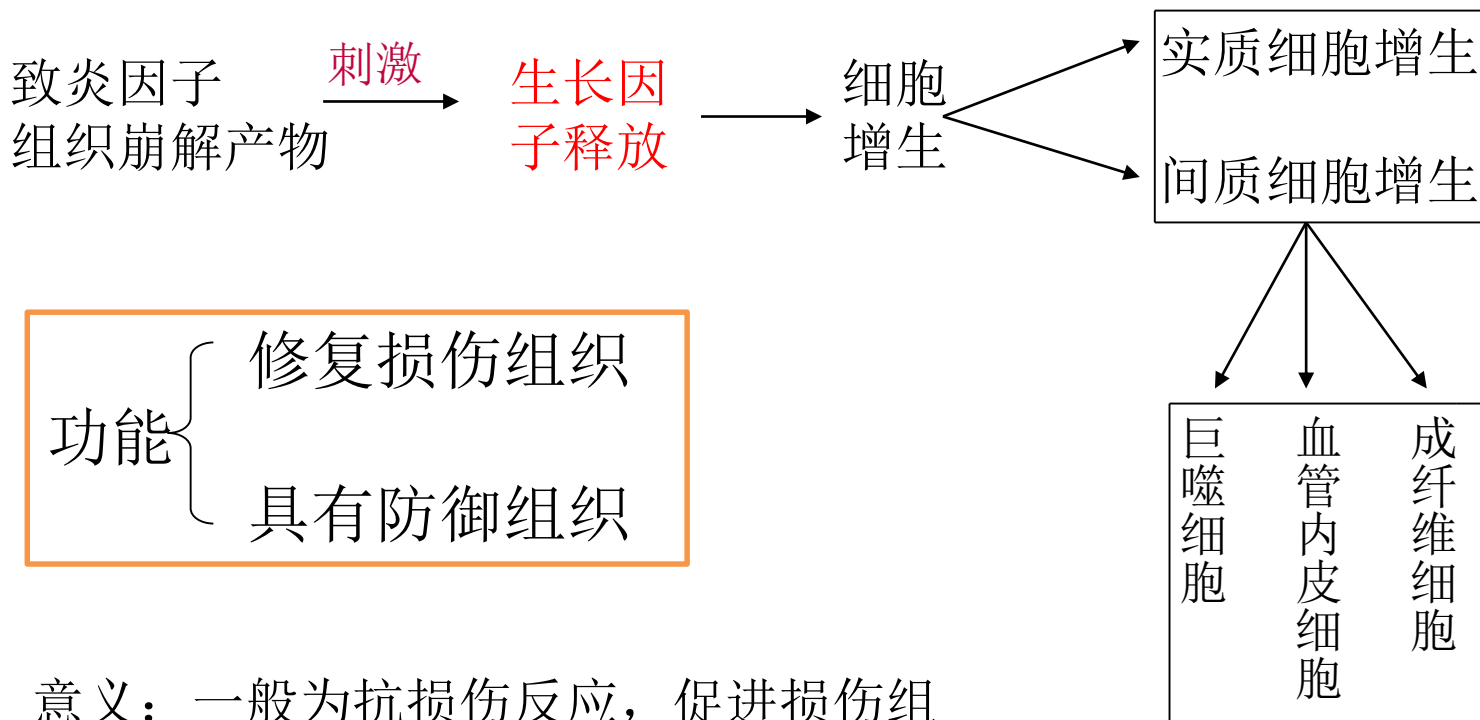 致炎因子
组织崩解产物
刺激
生长因
子释放
细胞
增生
实质细胞增生
间质细胞增生
功能
修复损伤组织
具有防御组织
巨噬细胞
血管内皮细胞
成纤维细胞
意义：一般为抗损伤反应，促进损伤组